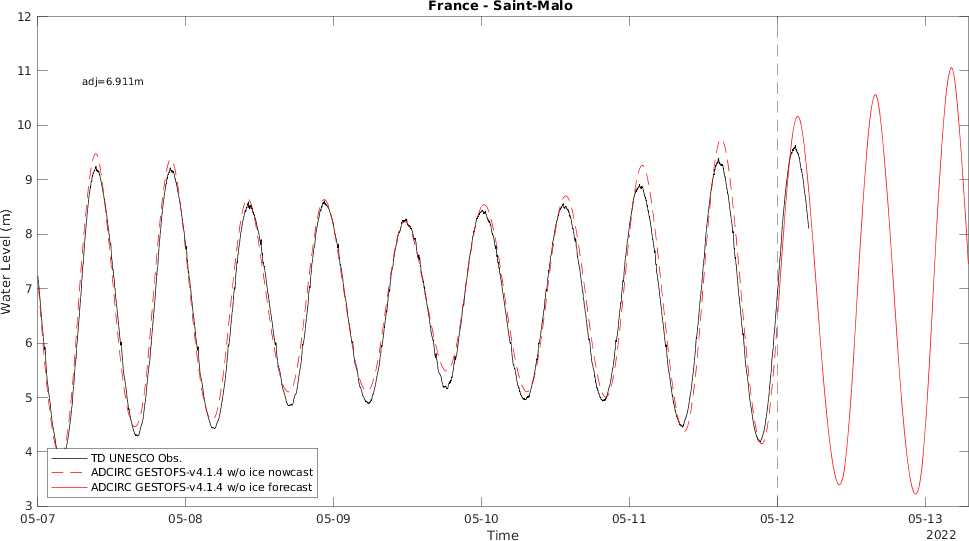 France - Saint-Malo
12
11
10
9
8
7
6
5
4
3
Water Level (m)
adj=6.911m
TD UNESCO Obs.
ADCIRC GESTOFS-v4.1.4 w/o ice nowcast
ADCIRC GESTOFS-v4.1.4 w/o ice forecast
05-07 05-08 05-09 05-10 05-11 05-12 05-13
Time
2022